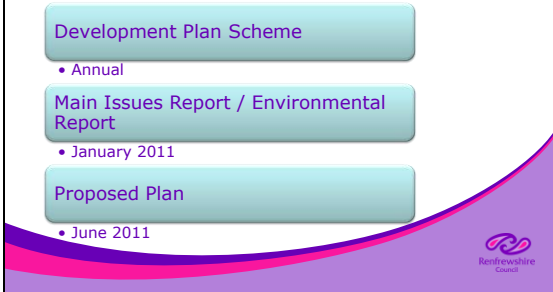 Development Plan Scheme
• Annual
Main Issues Report / Environmental
Report
• January 2011
Proposed Plan
• June 2011
Renfrewshire
Council